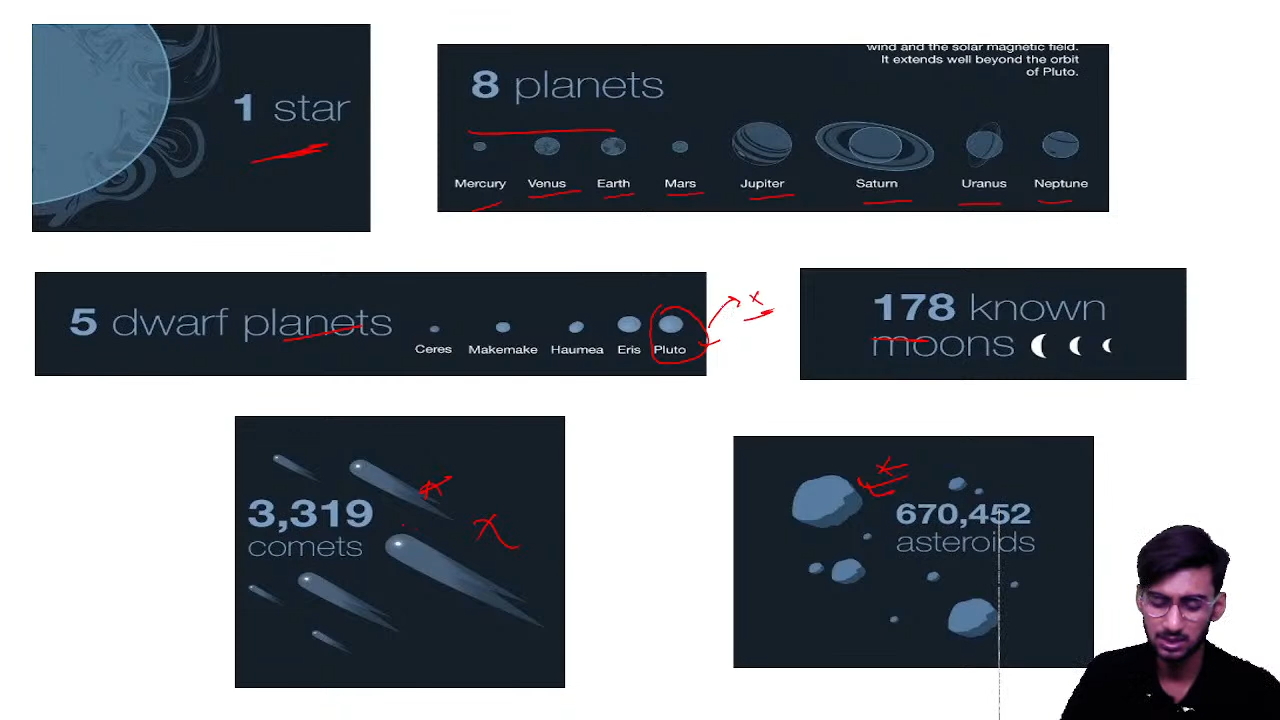 1 star
wind and the solar magnetic field.
It extends well beyond the orbit
of Pluto.
8 planets
Mercury Venus Earth Mars Jupiter Saturn Uranus Neptune
5 dwarf planets
Ceres Makemake Haumea Eris Pluto
x
178 known
moons
3,319
comets
x
670,452
asteroids
x